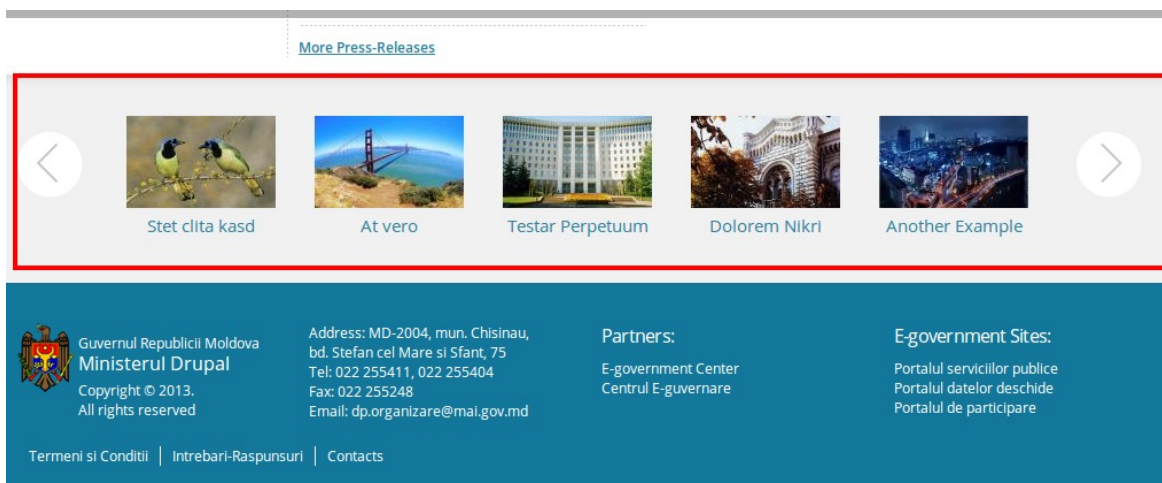 More Press-Releases
Stet clita kasd
At vero
Testar Perpetuum
Dolorem Nikri
Another Example
Guvernul Republicii Moldova
Ministerul Drupal
Copyright © 2013.
All rights reserved
Address: MD-2004, mun. Chisinau,
bd. Stefan cel Mare si Sfant, 75
Tel: 022 255411, 022 255404
Fax: 022 255248
Email: dp.organizare@mai.gov.md
Partners:
E-government Center
Centrul E-guvernare
E-government Sites:
Portalul serviciilor publice
Portalul datelor deschide
Portalul de participare
Termeni si Conditii | Intrebari-Raspunsuri | Contacts